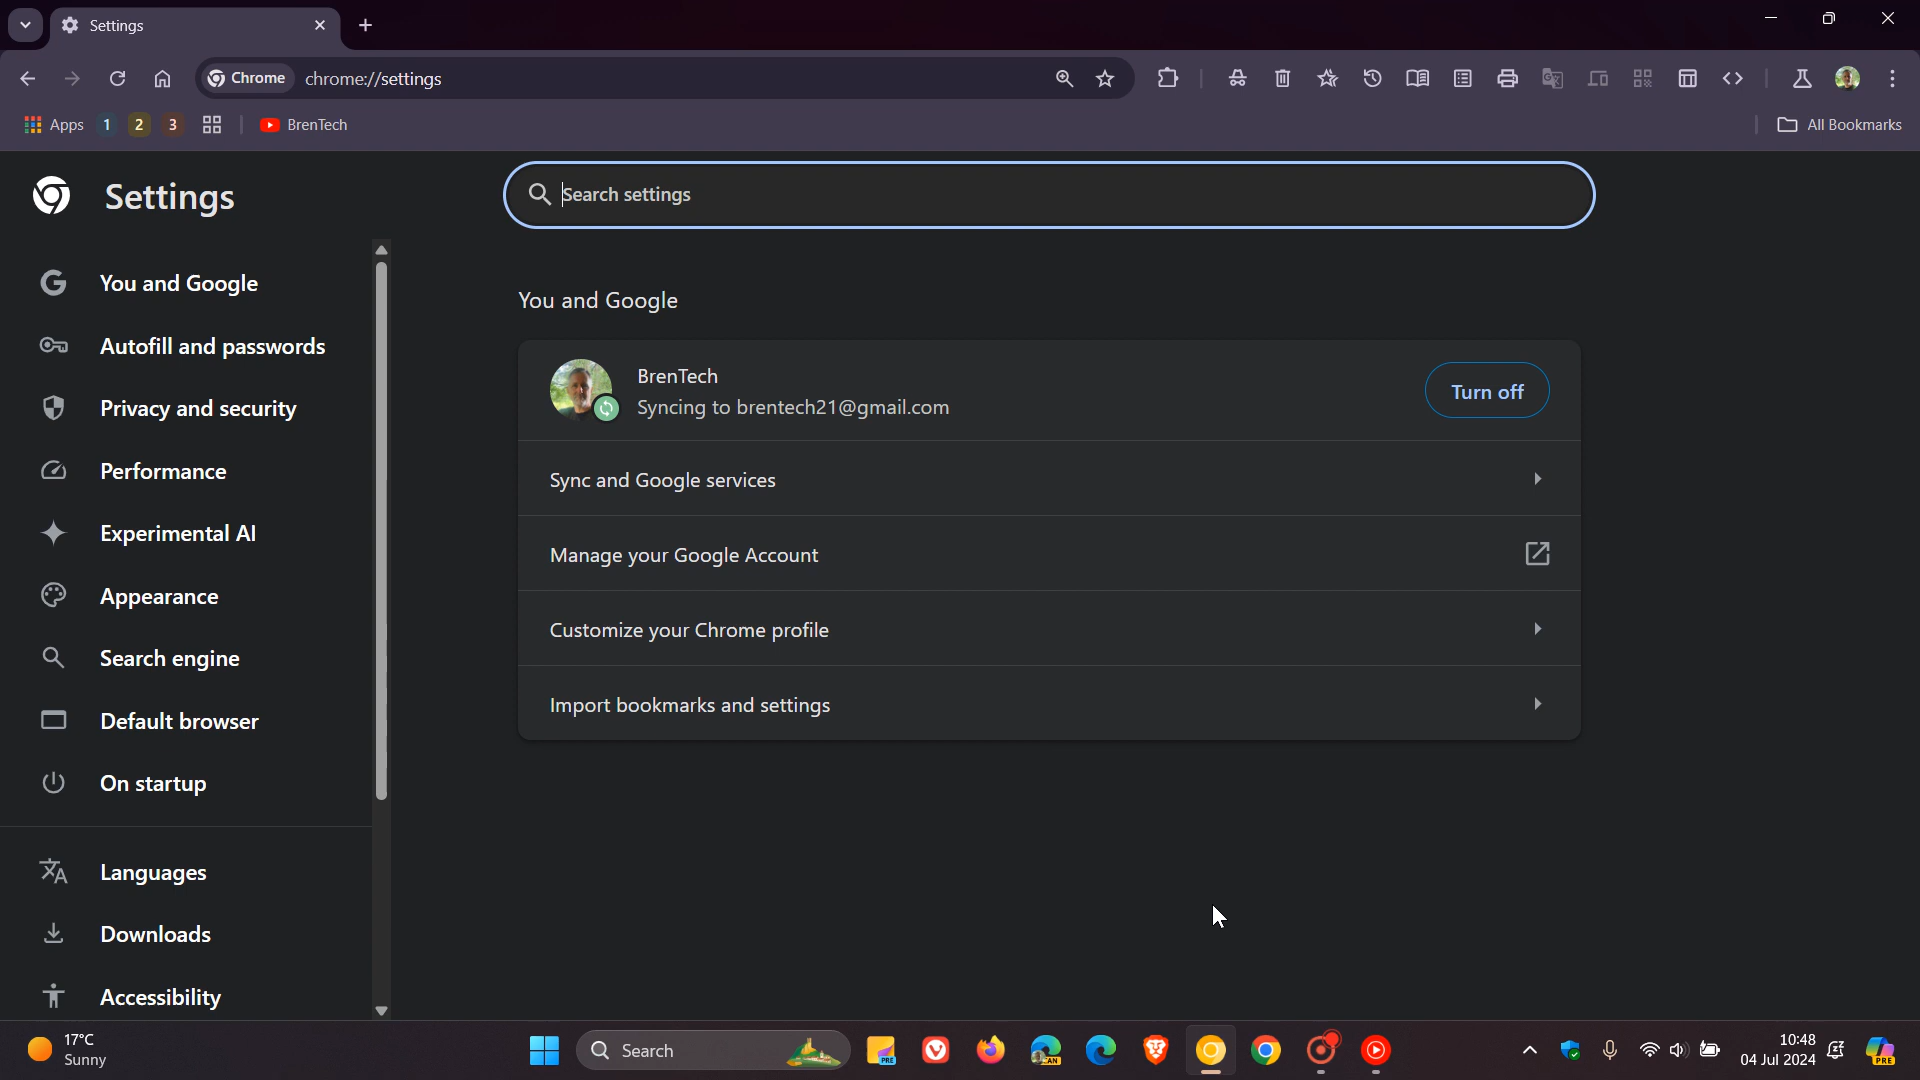 Settings
Chrome
chrome://settings
Apps
1
2
3
BrenTech
All Bookmarks
Settings
Search settings
You and Google
Autofill and passwords
Privacy and security
Performance
Experimental AI
Appearance
Search engine
Default browser
On startup
Languages
Downloads
Accessibility
You and Google
BrenTech
Syncing to brentech21@gmail.com
Turn off
Sync and Google services
Manage your Google Account
Customize your Chrome profile
Import bookmarks and settings
17°C
Sunny
Search
PRE
CAN
10:48
04 Jul 2024
PRE